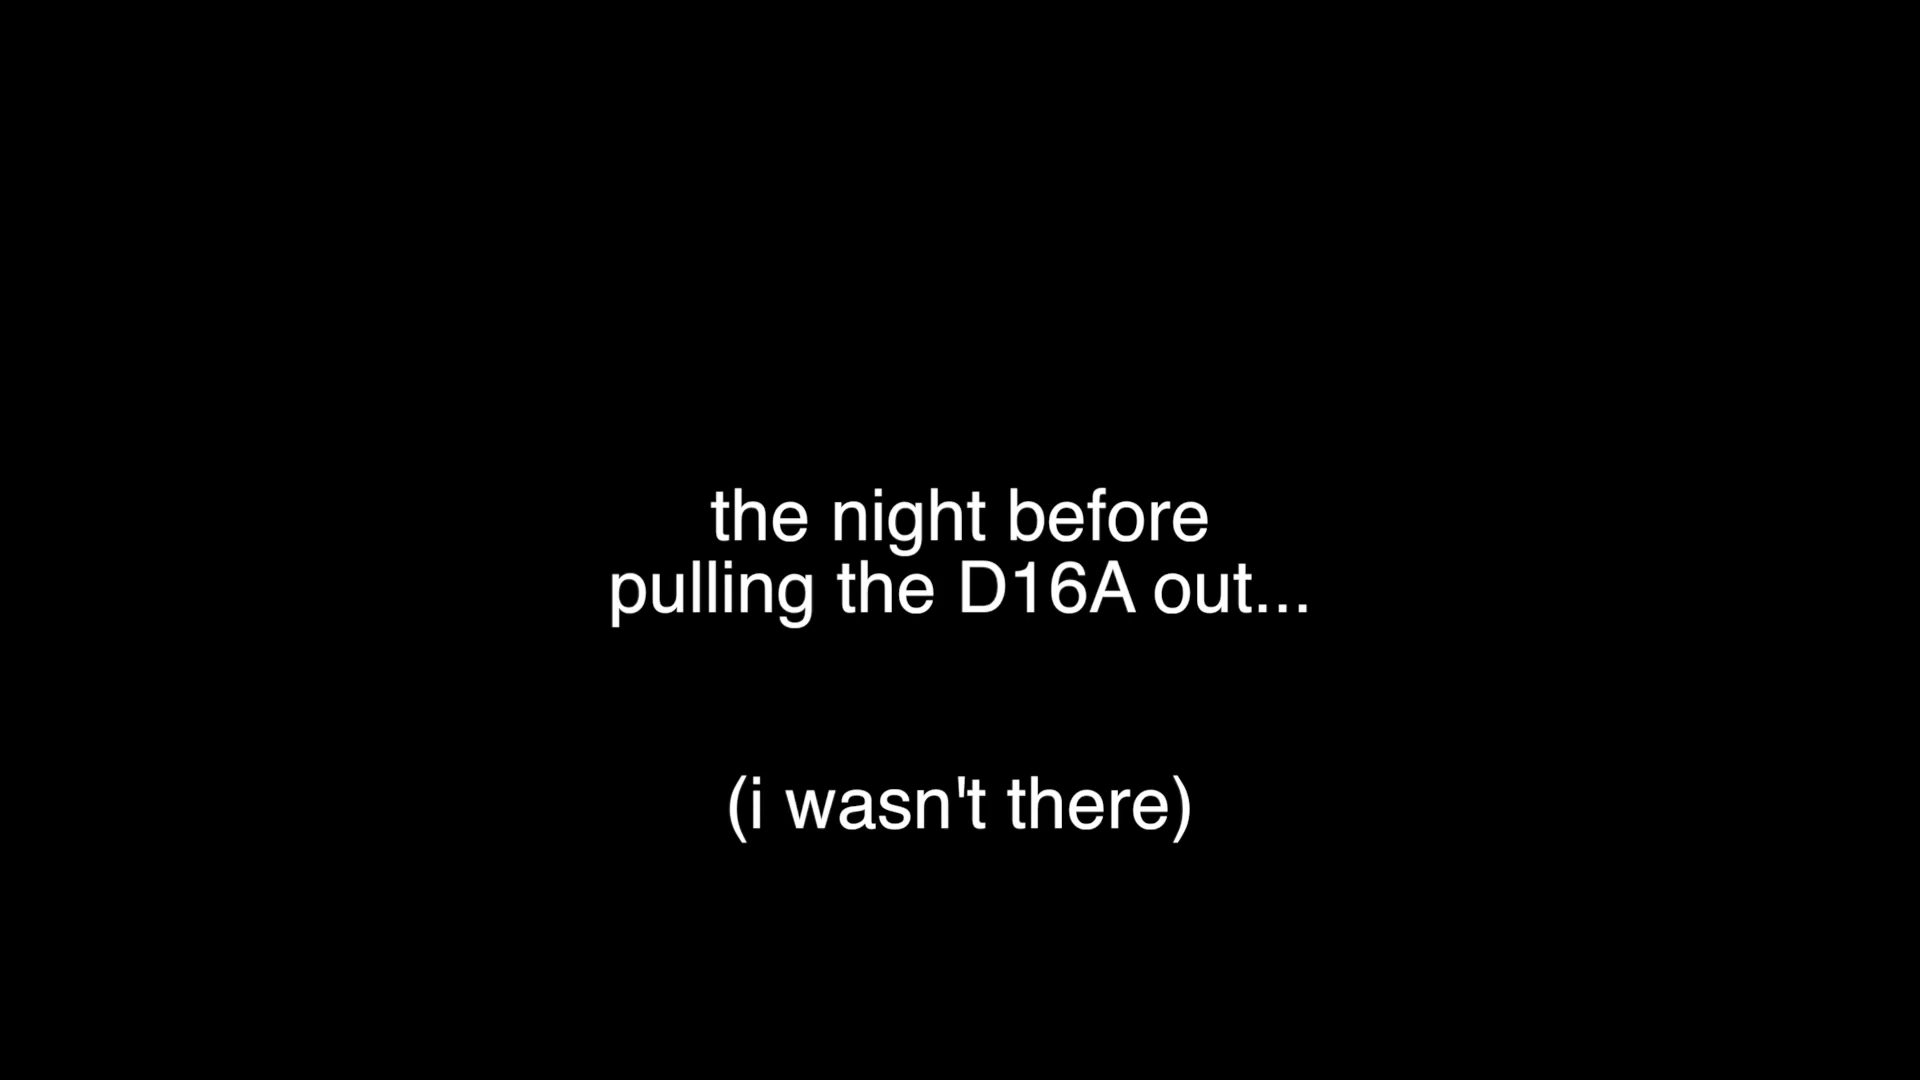 the night before
pulling the D16A out...
(i wasn't there)